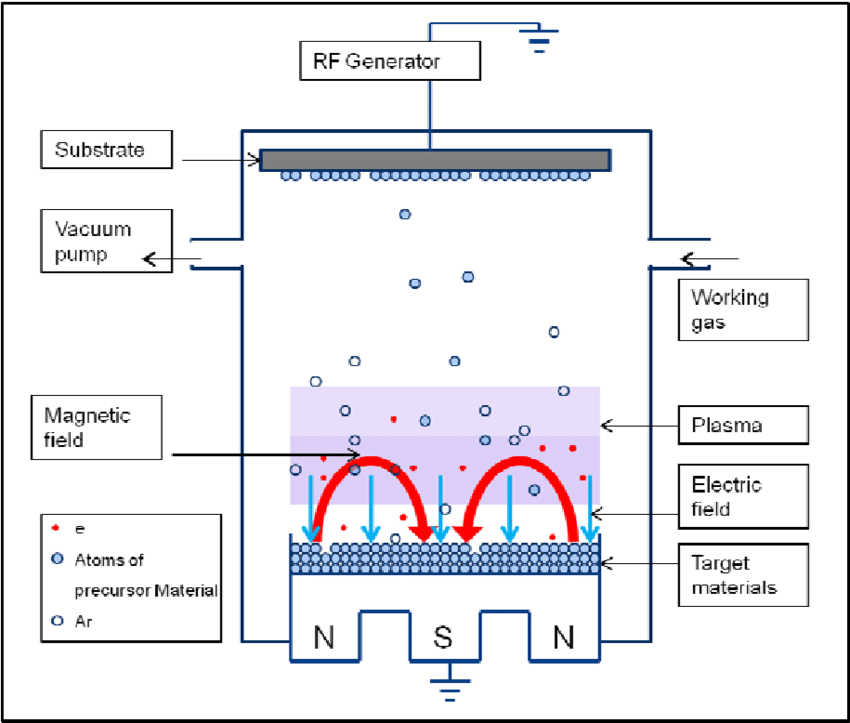 RF Generator
Substrate
Vacuum
pump
Working
gas
Magnetic
field
Plasma
Electric
field
e
Atoms of
precursor Material
Ar
Target
materials
N
S
N